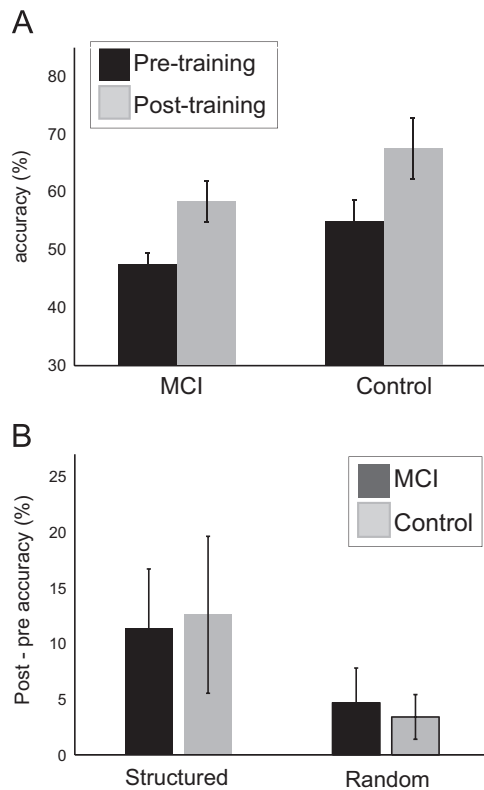 A
Pre-training
Post-training
accuracy (%)
80
70
60
50
40
30
MCI
Control
B
MCI
Control
Post - pre accuracy (%)
25
20
15
10
5
0
Structured
Random